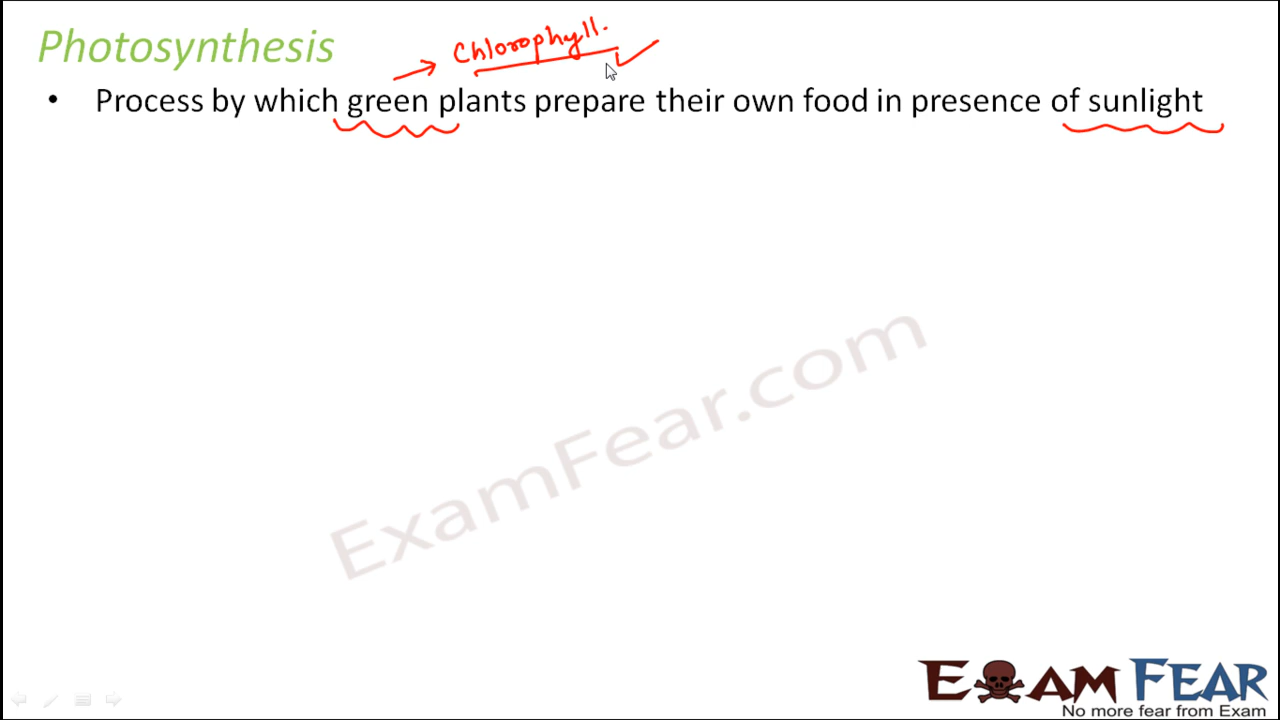 Photosynthesis
→ Chlorophyll.
• Process by which green plants prepare their own food in presence of sunlight
ExamFear.com
EXAM FEAR
No more fear from Exam